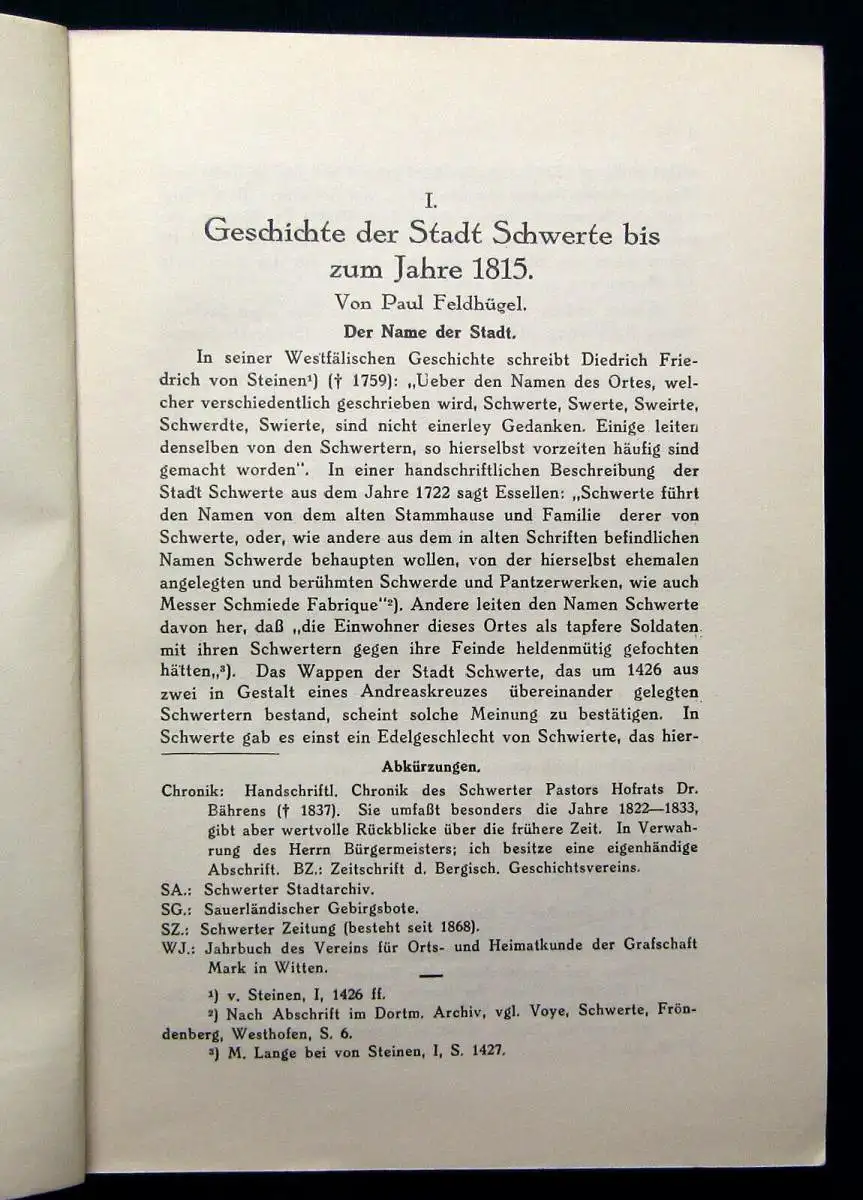 I.
Geschichte der Stadt Schwerte bis
zum Jahre 1815.
Von Paul Feldhügel.
Der Name der Stadt.
In seiner Westfälischen Geschichte schreibt Diedrich Frie-
drich von Steinen¹) († 1759): „Ueber den Namen des Ortes, wel-
cher verschiedentlich geschrieben wird, Schwerte, Swerte, Sweirte,
Schwerdte, Swierte, sind nicht einerley Gedanken. Einige leiten
denselben von den Schwertern, so hierselbst vorzeiten häufig sind
gemacht worden“. In einer handschriftlichen Beschreibung der
Stadt Schwerte aus dem Jahre 1722 sagt Essellen: „Schwerte führt
den Namen von dem alten Stammhause und Familie derer von
Schwerte, oder, wie andere aus dem in alten Schriften befindlichen
Namen Schwerde behaupten wollen, von der hierselbst ehemalen
angelegten und berühmten Schwerde und Pantzerwerken, wie auch
Messer Schmiede Fabrique“²). Andere leiten den Namen Schwerte
davon her, daß „die Einwohner dieses Ortes als tapfere Soldaten
mit ihren Schwertern gegen ihre Feinde heldenmütig gefochten
hätten„³). Das Wappen der Stadt Schwerte, das um 1426 aus
zwei in Gestalt eines Andreaskreuzes übereinander gelegten
Schwertern bestand, scheint solche Meinung zu bestätigen. In
Schwerte gab es einst ein Edelgeschlecht von Schwierte, das hier-
Abkürzungen.
Chronik: Handschriftl. Chronik des Schwerter Pastors Hofrats Dr.
Bährens († 1837). Sie umfaßt besonders die Jahre 1822—1833,
gibt aber wertvolle Rückblicke über die frühere Zeit. In Verwah-
rung des Herrn Bürgermeisters; ich besitze eine eigenhändige
Abschrift. BZ.: Zeitschrift d. Bergisch. Geschichtsvereins.
SA.: Schwerter Stadtarchiv.
SG.: Sauerländischer Gebirgsbote.
SZ.: Schwerter Zeitung (besteht seit 1868).
WJ.: Jahrbuch des Vereins für Orts- und Heimatkunde der Grafschaft
Mark in Witten.
¹) v. Steinen, I, 1426 ff.
²) Nach Abschrift im Dortm. Archiv, vgl. Voye, Schwerte, Frön-
denberg, Westhofen, S. 6.
³) M. Lange bei von Steinen, I, S. 1427.